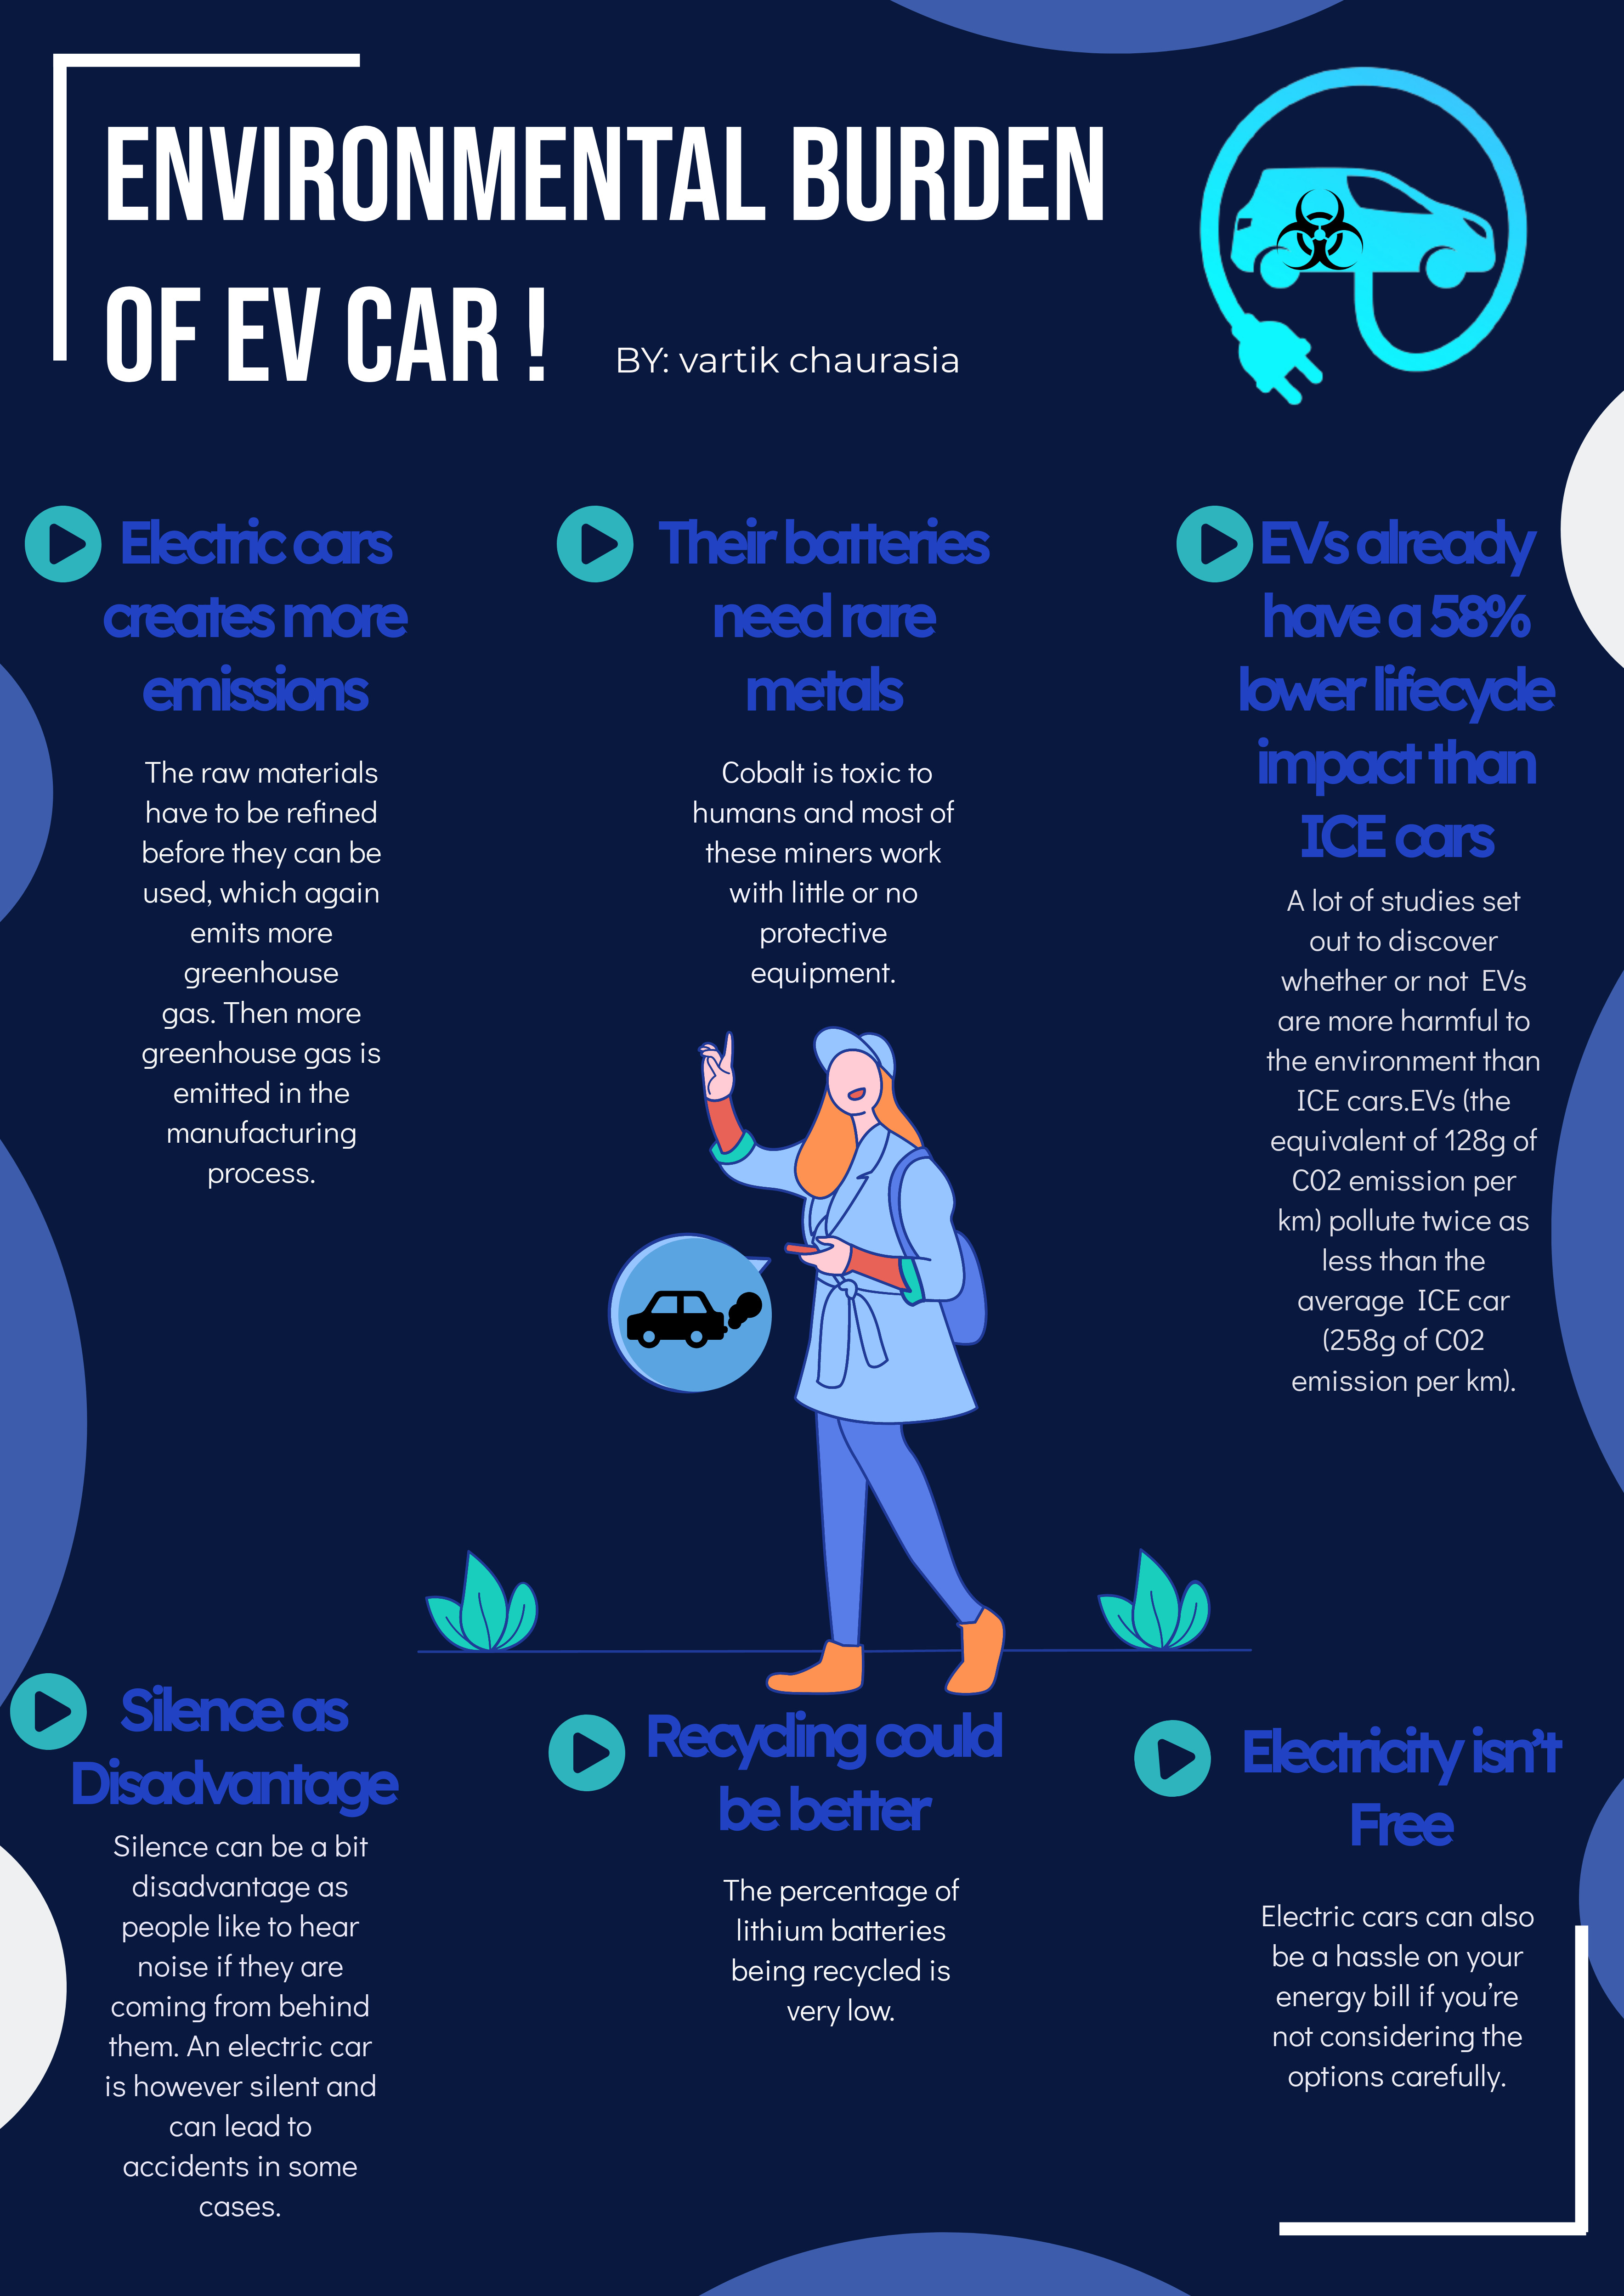 ENVIRONMENTAL BURDEN
OF EV CAR !
BY: vartik chaurasia
Electric cars
creates more
emissions
The raw materials
have to be refined
before they can be
used, which again
emits more
greenhouse
gas. Then more
greenhouse gas is
emitted in the
manufacturing
process.
Their batteries
need rare
metals
Cobalt is toxic to
humans and most of
these miners work
with little or no
protective
equipment.
EVs already
have a 58%
lower lifecycle
impact than
ICE cars
A lot of studies set
out to discover
whether or not EVs
are more harmful to
the environment than
ICE cars.EVs (the
equivalent of 128g of
C02 emission per
km) pollute twice as
less than the
average ICE car
(258g of C02
emission per km).
Silence as
Disadvantage
Silence can be a bit
disadvantage as
people like to hear
noise if they are
coming from behind
them. An electric car
is however silent and
can lead to
accidents in some
cases.
Recycling could
be better
The percentage of
lithium batteries
being recycled is
very low.
Electricity isn't
Free
Electric cars can also
be a hassle on your
energy bill if you're
not considering the
options carefully.